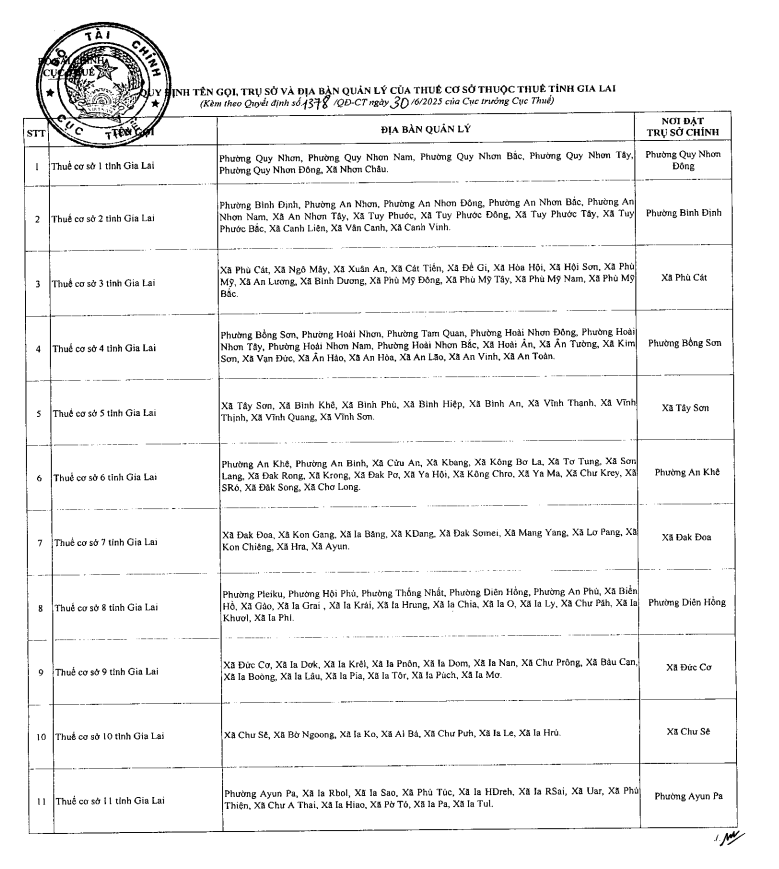 BỘ TÀI CHÍNH
CỤC THUẾ
BỘ TÀI CHÍNH
CỤC THUẾ
QUY ĐỊNH TÊN GỌI, TRỤ SỞ VÀ ĐỊA BÀN QUẢN LÝ CỦA THUẾ CƠ SỞ THUỘC THUẾ TỈNH GIA LAI
(Kèm theo Quyết định số 1378 /QĐ-CT ngày 30 /6/2025 của Cục trưởng Cục Thuế)
STT TÊN GỌI ĐỊA BÀN QUẢN LÝ NƠI ĐẶT
TRỤ SỞ CHÍNH
1 Thuế cơ sở 1 tỉnh Gia Lai
Phường Quy Nhơn, Phường Quy Nhơn Nam, Phường Quy Nhơn Bắc, Phường Quy Nhơn Tây,
Phường Quy Nhơn Đông, Xã Nhơn Châu.
Phường Quy Nhơn
Đông
2 Thuế cơ sở 2 tỉnh Gia Lai
Phường Bình Định, Phường An Nhơn, Phường An Nhơn Đông, Phường An Nhơn Bắc, Phường An
Nhơn Nam, Xã An Nhơn Tây, Xã Tuy Phước, Xã Tuy Phước Đông, Xã Tuy Phước Tây, Xã Tuy
Phước Bắc, Xã Canh Liên, Xã Vân Canh, Xã Canh Vinh.
Phường Bình Định
3 Thuế cơ sở 3 tỉnh Gia Lai
Xã Phù Cát, Xã Ngô Mây, Xã Xuân An, Xã Cát Tiến, Xã Đề Gi, Xã Hòa Hội, Xã Hội Sơn, Xã Phù
Mỹ, Xã An Lương, Xã Bình Dương, Xã Phù Mỹ Đông, Xã Phù Mỹ Tây, Xã Phù Mỹ Nam, Xã Phù Mỹ
Bắc.
Xã Phù Cát
4 Thuế cơ sở 4 tỉnh Gia Lai
Phường Bồng Sơn, Phường Hoài Nhơn, Phường Tam Quan, Phường Hoài Nhơn Đông, Phường Hoài
Nhơn Tây, Phường Hoài Nhơn Nam, Phường Hoài Nhơn Bắc, Xã Hoài Ân, Xã Ân Tường, Xã Kim
Sơn, Xã Vạn Đức, Xã Ân Hảo, Xã An Hòa, Xã An Lão, Xã An Vinh, Xã An Toàn.
Phường Bồng Sơn
5 Thuế cơ sở 5 tỉnh Gia Lai
Xã Tây Sơn, Xã Bình Khê, Xã Bình Phú, Xã Bình Hiệp, Xã Bình An, Xã Vĩnh Thạnh, Xã Vĩnh
Thịnh, Xã Vĩnh Quang, Xã Vĩnh Sơn.
Xã Tây Sơn
6 Thuế cơ sở 6 tỉnh Gia Lai
Phường An Khê, Phường An Bình, Xã Cửu An, Xã Kbang, Xã Kông Bơ La, Xã Tơ Tung, Xã Sơn
Lang, Xã Đak Rong, Xã Krong, Xã Đak Pơ, Xã Ya Hội, Xã Kông Chro, Xã Ya Ma, Xã Chư Krey, Xã
SRó, Xã Đăk Song, Xã Chơ Long.
Phường An Khê
7 Thuế cơ sở 7 tỉnh Gia Lai
Xã Đak Đoa, Xã Kon Gang, Xã Ia Băng, Xã KDang, Xã Đak Sơmei, Xã Mang Yang, Xã Lơ Pang, Xã
Kon Chiêng, Xã Hra, Xã Ayun.
Xã Đak Đoa
8 Thuế cơ sở 8 tỉnh Gia Lai
Phường Pleiku, Phường Hội Phú, Phường Thống Nhất, Phường Diên Hồng, Phường An Phú, Xã Biển
Hồ, Xã Gào, Xã Ia Grai , Xã Ia Krái, Xã Ia Hrung, Xã Ia Chia, Xã Ia O, Xã Ia Ly, Xã Chư Păh, Xã Ia
Khươl, Xã Ia Phí.
Phường Diên Hồng
9 Thuế cơ sở 9 tỉnh Gia Lai
Xã Đức Cơ, Xã Ia Dơk, Xã Ia Krêl, Xã Ia Pnôn, Xã Ia Dom, Xã Ia Nan, Xã Chư Prông, Xã Bàu Cạn,
Xã Ia Boòng, Xã Ia Lâu, Xã Ia Pia, Xã Ia Tôr, Xã Ia Púch, Xã Ia Mơ.
Xã Đức Cơ
10 Thuế cơ sở 10 tỉnh Gia Lai
Xã Chư Sê, Xã Bờ Ngoong, Xã Ia Ko, Xã Al Bá, Xã Chư Pưh, Xã Ia Le, Xã Ia Hrú.
Xã Chư Sê
11 Thuế cơ sở 11 tỉnh Gia Lai
Phường Ayun Pa, Xã Ia Rbol, Xã Ia Sao, Xã Phú Túc, Xã Ia HDreh, Xã Ia RSai, Xã Uar, Xã Phú
Thiện, Xã Chư A Thai, Xã Ia Hiao, Xã Pờ Tó, Xã Ia Pa, Xã Ia Tul.
Phường Ayun Pa